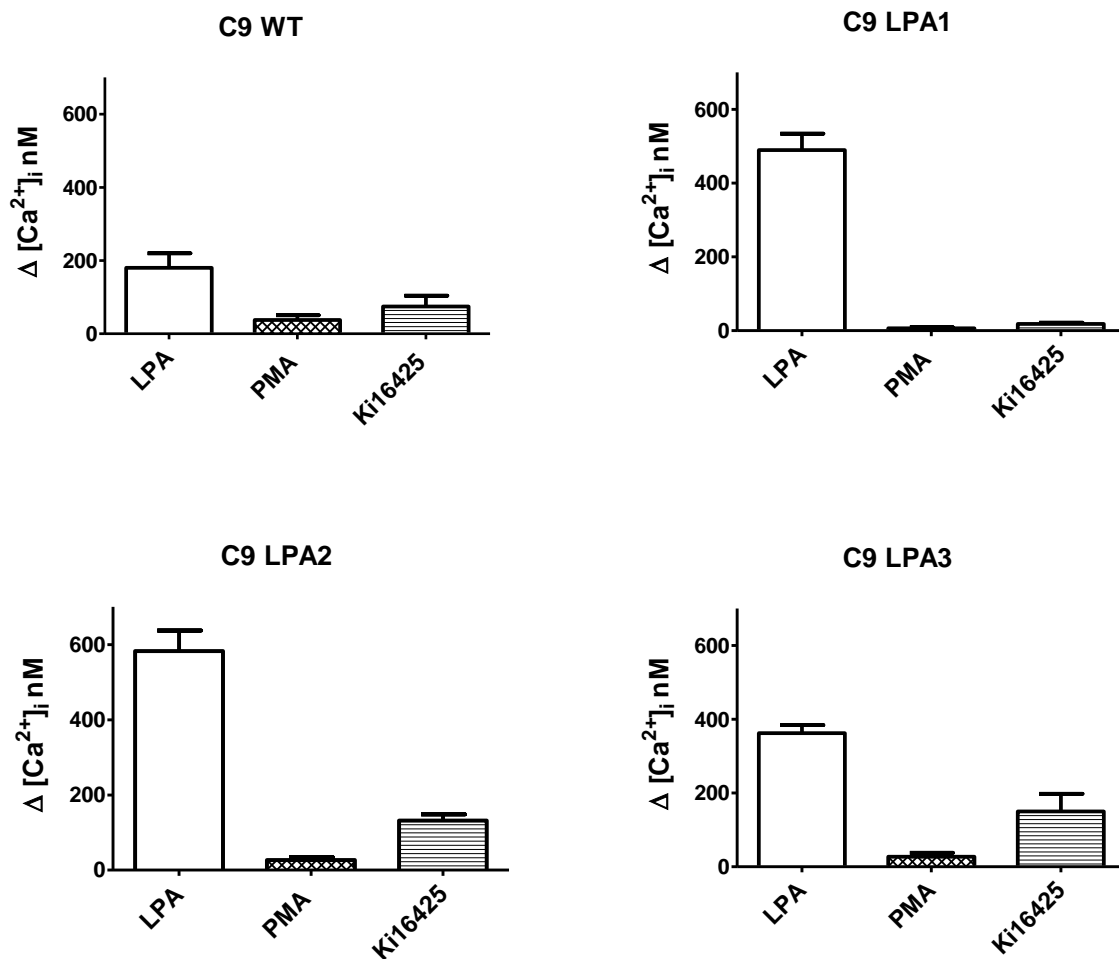 C9 WT
Δ [Ca²⁺]ᵢ nM
600
400
200
0
LPA
PMA
Ki16425
C9 LPA1
Δ [Ca²⁺]ᵢ nM
600
400
200
0
LPA
PMA
Ki16425
C9 LPA2
Δ [Ca²⁺]ᵢ nM
600
400
200
0
LPA
PMA
Ki16425
C9 LPA3
Δ [Ca²⁺]ᵢ nM
600
400
200
0
LPA
PMA
Ki16425